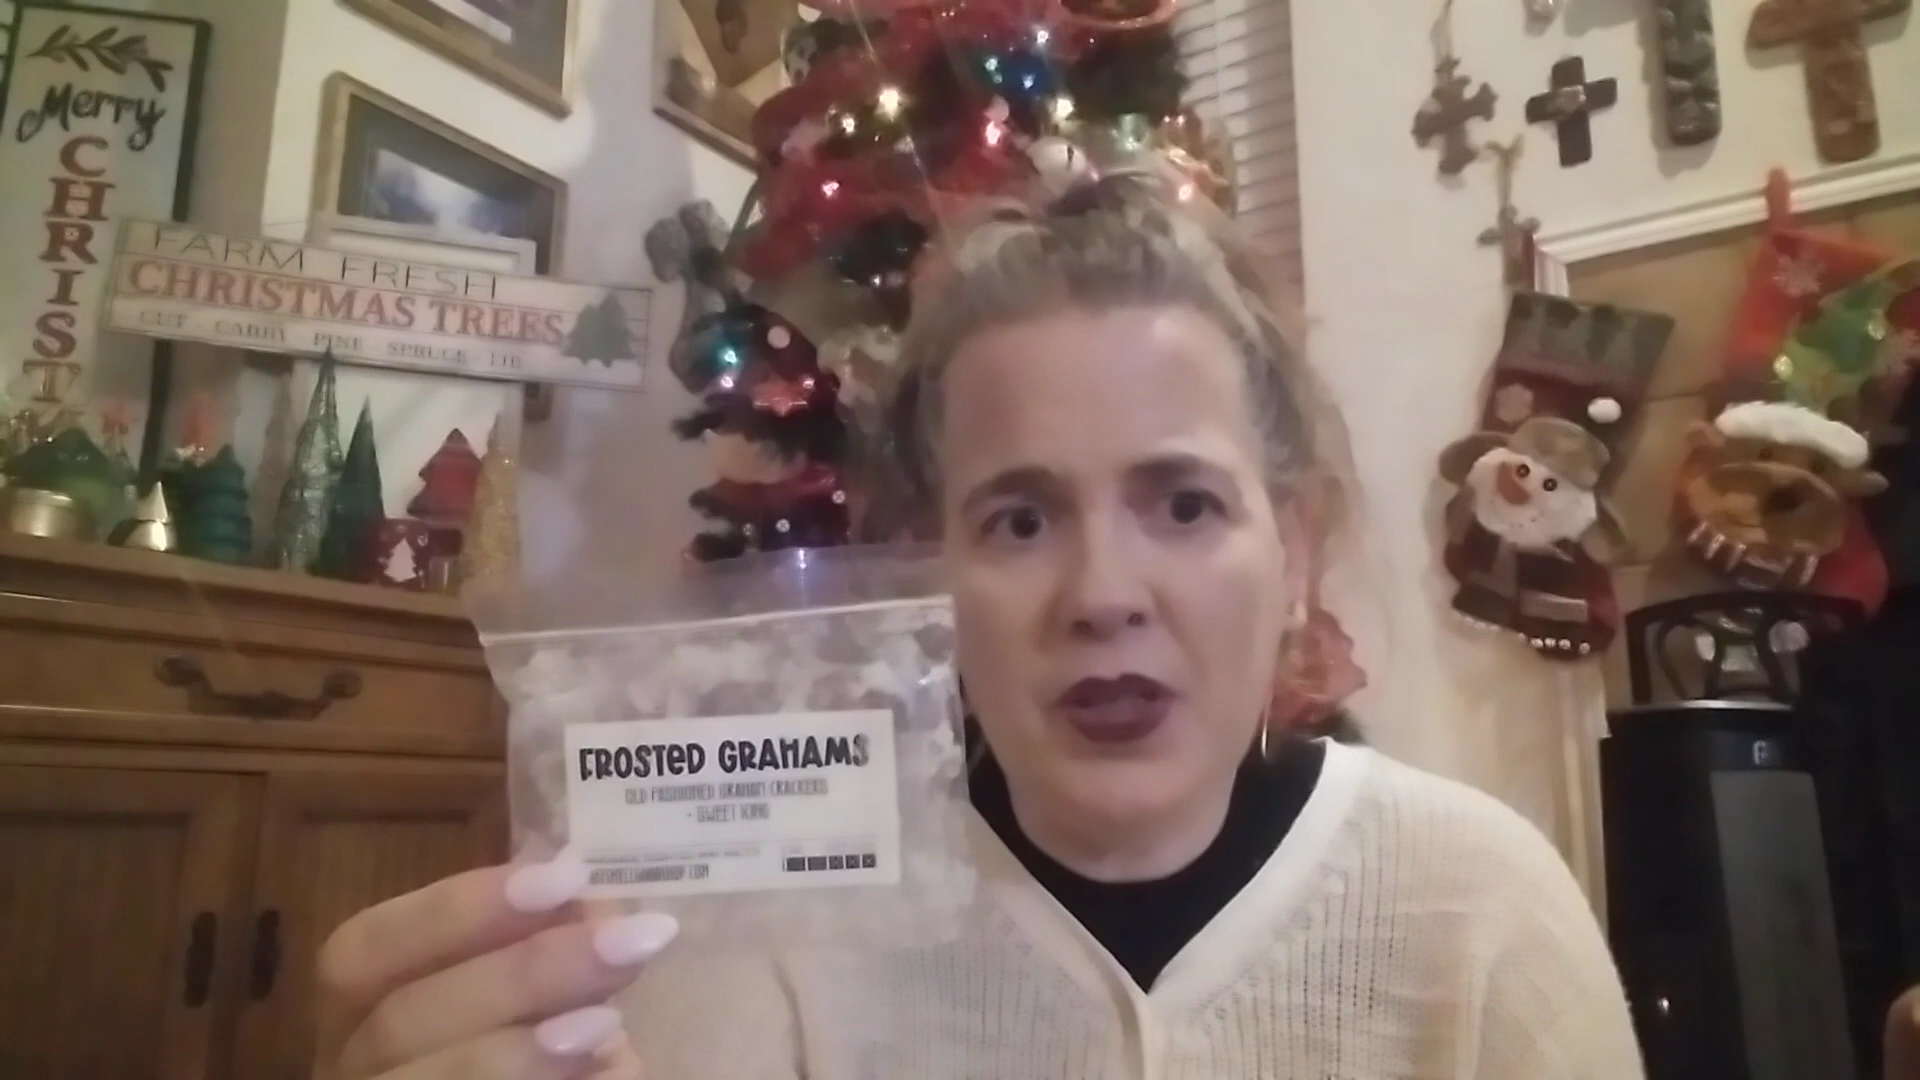 Merry
CHRIST
FARM FRESH
CHRISTMAS TREES
CUT CARRY PINE SPRUCE FIR
FROSTED GRAHAMS
OLD FASHIONED GRAHAM CRACKERS
- SWEET ICING